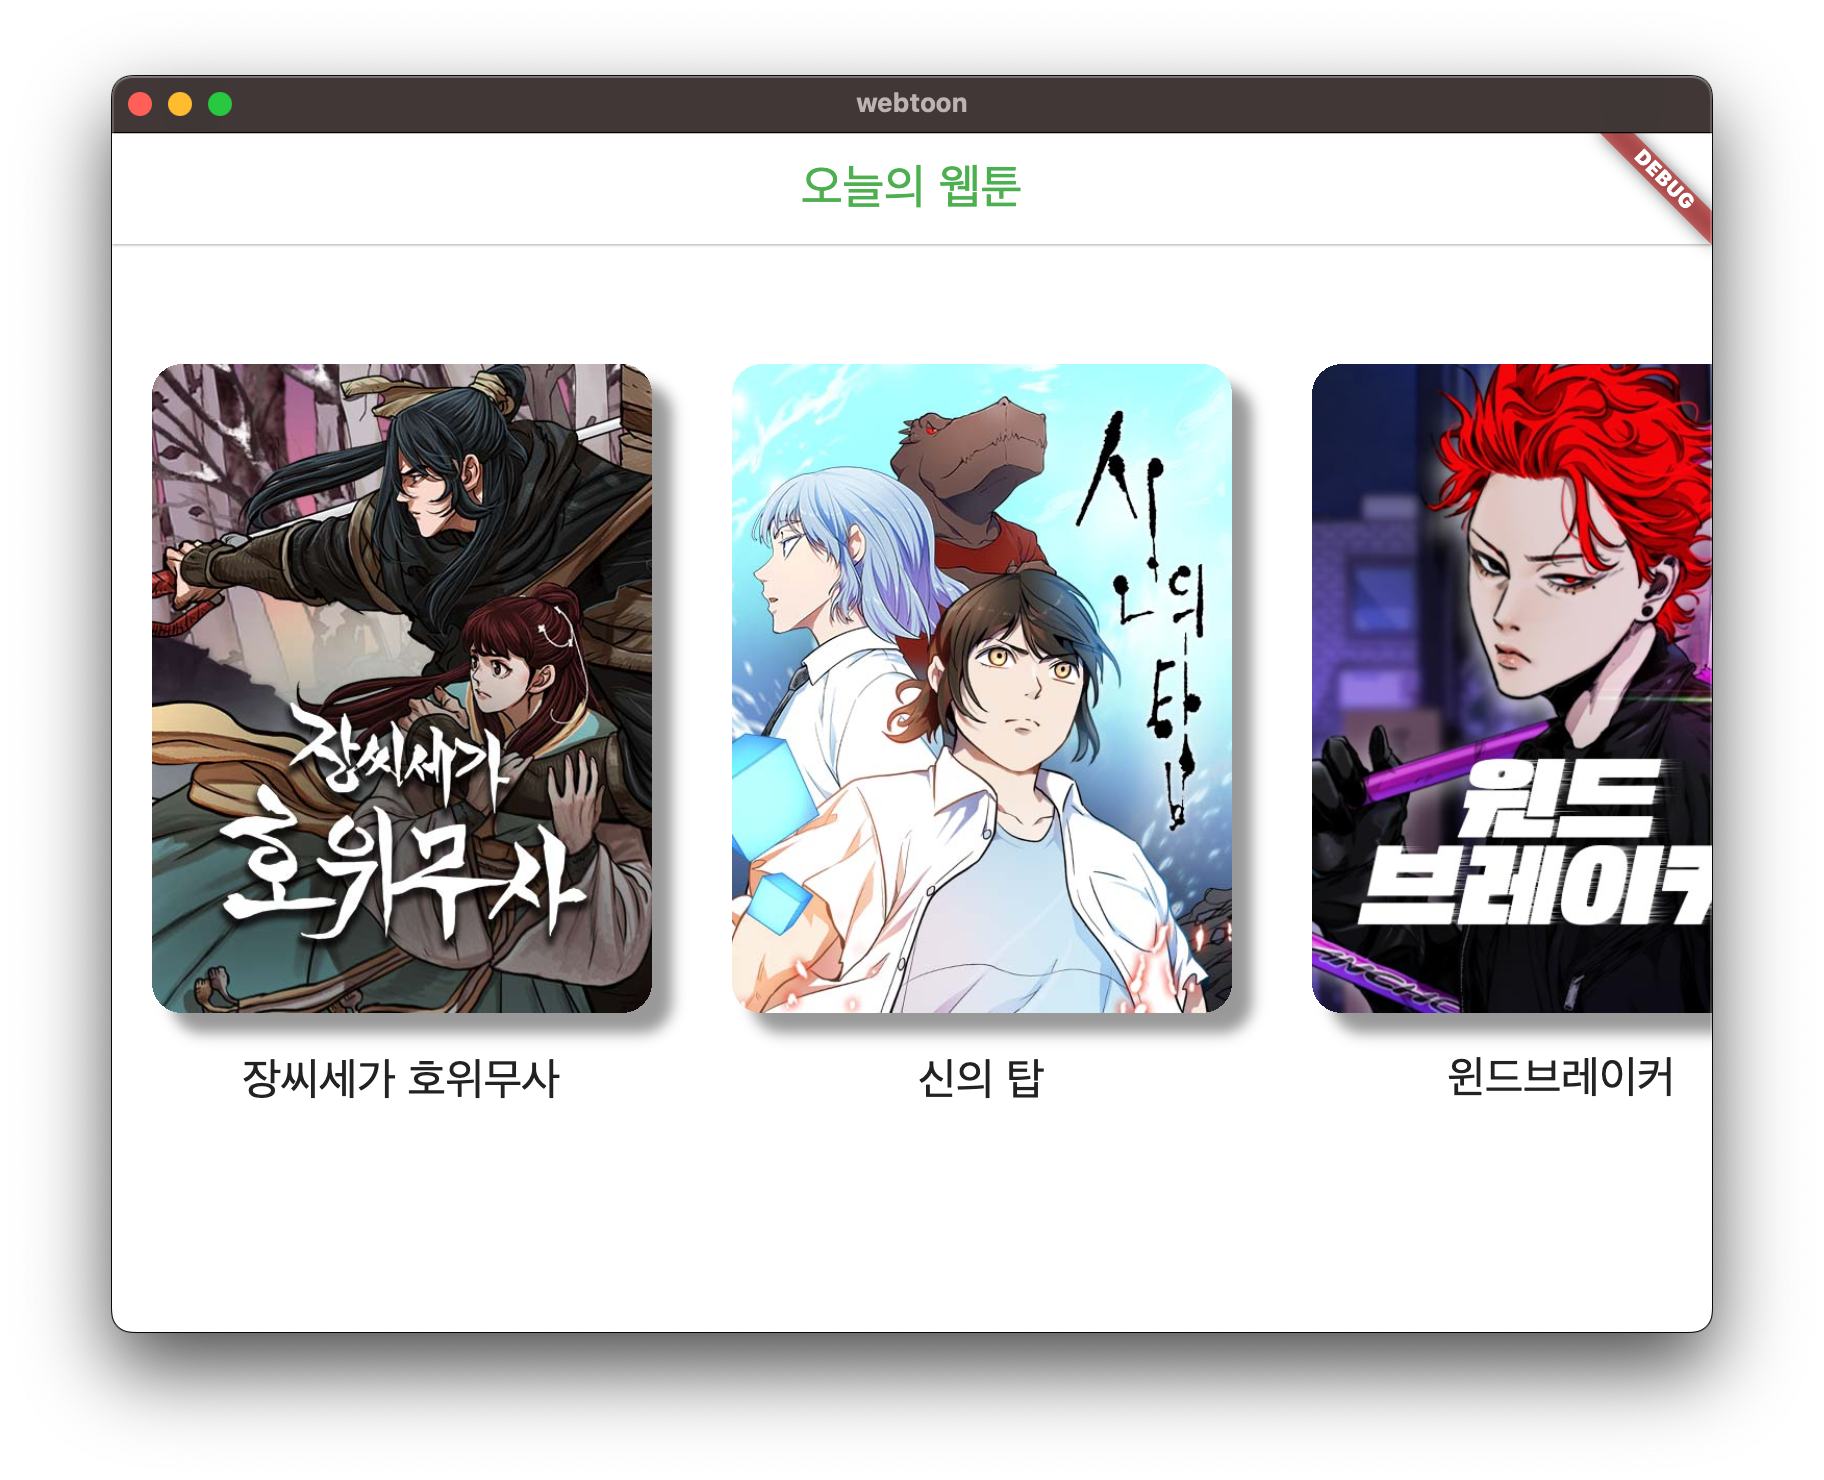 webtoon
DEBUG
오늘의 웹툰
장씨세가
호위무사
신
의
탑
윈드
브레이커
장씨세가 호위무사
신의 탑
윈드브레이커